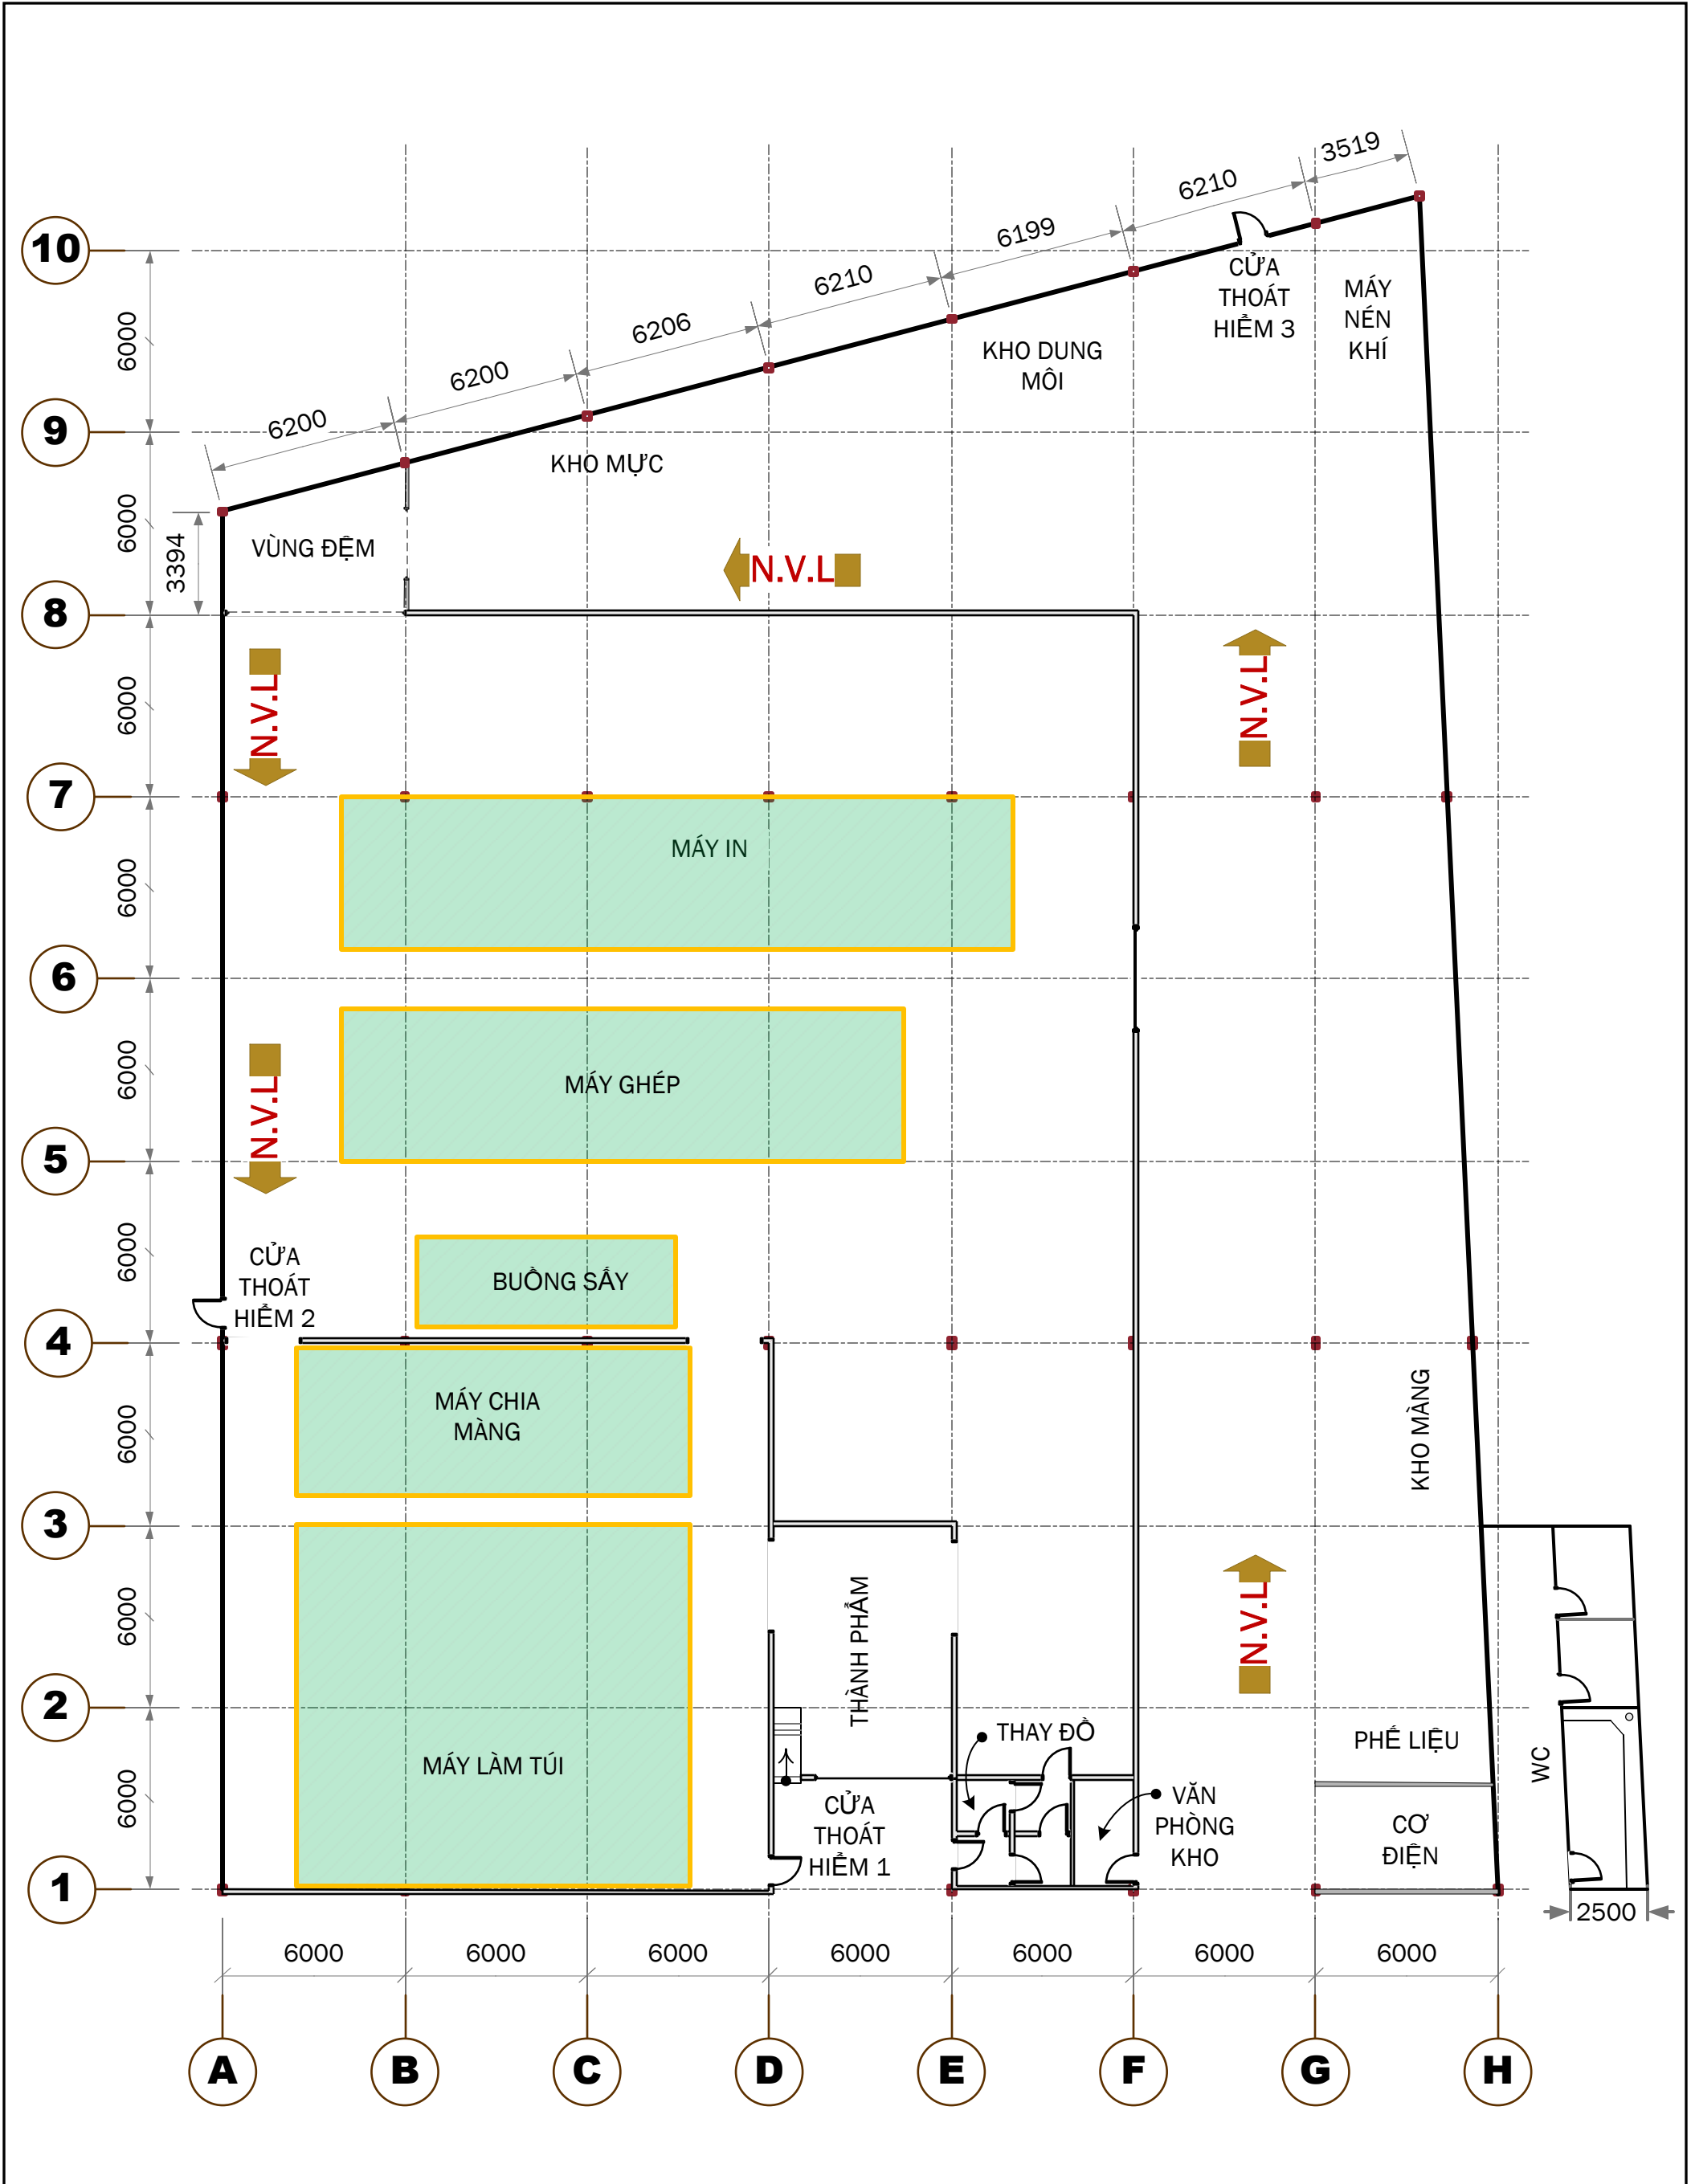 3519
6210
6199
6210
6206
6200
6200
10
6000
CỬA
THOÁT
HIỂM 3
MÁY
NÉN
KHÍ
KHO DUNG
MÔI
9
KHO MỰC
6000
3394
VÙNG ĐỆM
N.V.L
8
6000
N.V.L
N.V.L
7
MÁY IN
6000
6
6000
N.V.L
MÁY GHÉP
5
6000
CỬA
THOÁT
HIỂM 2
BUỒNG SẤY
4
6000
MÁY CHIA
MÀNG
KHO MÀNG
3
6000
THÀNH PHẨM
N.V.L
2
THAY ĐỒ
PHẾ LIỆU
WC
MÁY LÀM TÚI
6000
CỬA
THOÁT
HIỂM 1
VĂN
PHÒNG
KHO
CƠ
ĐIỆN
1
2500
6000
6000
6000
6000
6000
6000
6000
A
B
C
D
E
F
G
H